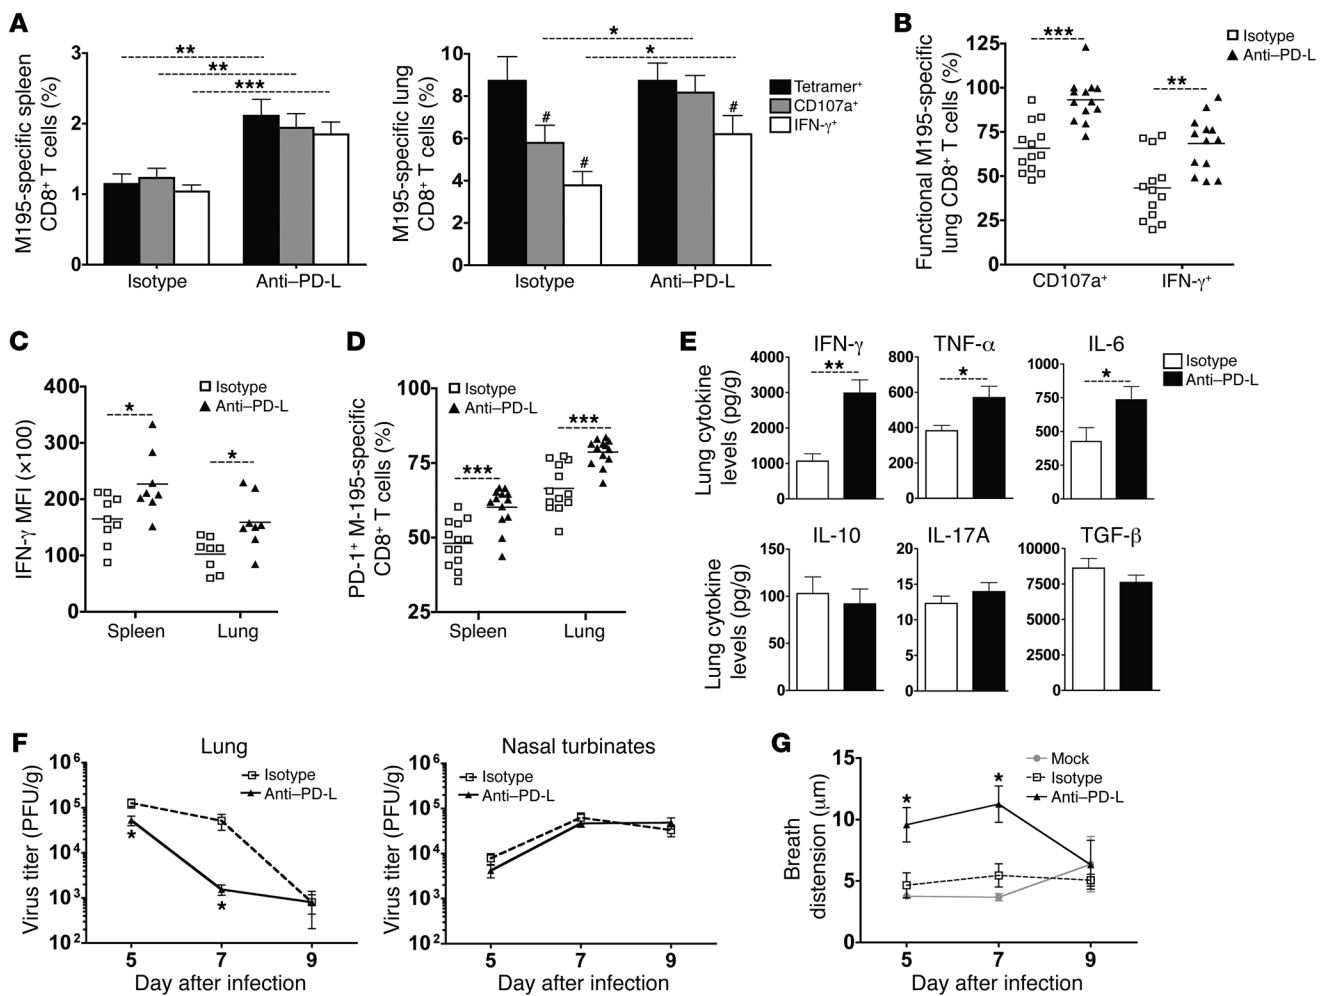 A
M195-specific spleen
CD8⁺ T cells (%)
3
2
1
0
**
**
***
Isotype
Anti–PD-L
M195-specific lung
CD8⁺ T cells (%)
10
8
6
4
2
0
*
*
#
#
#
Isotype
Anti–PD-L
Tetramer⁺
CD107a⁺
IFN-γ⁺
B
Functional M195-specific
lung CD8⁺ T cells (%)
125
100
75
50
25
0
***
**
CD107a⁺
IFN-γ⁺
Isotype
Anti–PD-L
C
IFN-γ MFI (×100)
400
300
200
100
0
Isotype
Anti–PD-L
*
*
Spleen
Lung
D
PD-1⁺ M-195-specific
CD8⁺ T cells (%)
100
75
50
25
Isotype
Anti–PD-L
***
***
Spleen
Lung
E
Lung cytokine
levels (pg/g)
IFN-γ
4000
3000
2000
1000
0
**
TNF-α
800
600
400
200
0
*
IL-6
1000
750
500
250
0
*
Isotype
Anti–PD-L
Lung cytokine
levels (pg/g)
IL-10
150
100
50
0
IL-17A
20
15
10
5
0
TGF-β
10000
7500
5000
2500
0
F
Lung
Virus titer (PFU/g)
10⁶
10⁵
10⁴
10³
10²
Isotype
Anti–PD-L
*
*
5
7
9
Day after infection
Nasal turbinates
Virus titer (PFU/g)
10⁶
10⁵
10⁴
10³
10²
Isotype
Anti–PD-L
5
7
9
Day after infection
G
Breath
distension (μm)
15
10
5
0
Mock
Isotype
Anti–PD-L
*
*
5
7
9
Day after infection